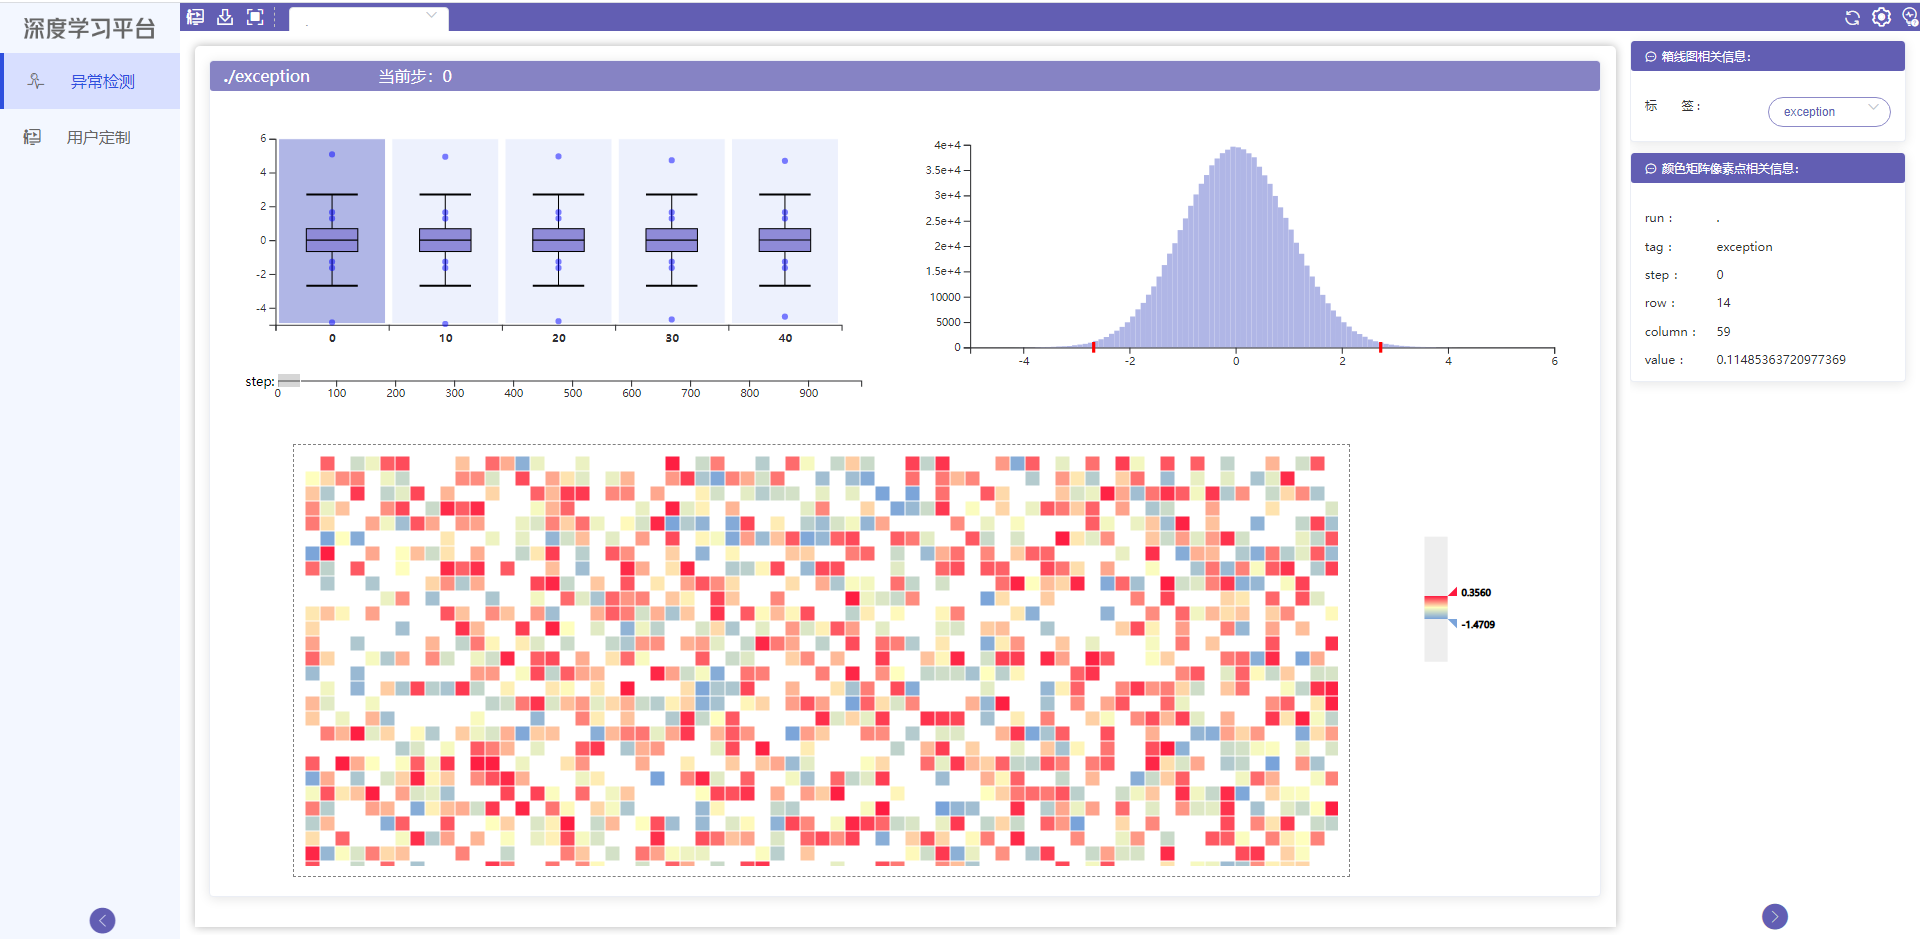 深度学习平台
异常检测
用户定制
.
./exception
当前步：0
6
4
2
0
-2
-4
0 10 20 30 40
step:
0 100 200 300 400 500 600 700 800 900
4e+4
3.5e+4
3e+4
2.5e+4
2e+4
1.5e+4
10000
5000
0
-4 -2 0 2 4 6
0.3560
-1.4709
箱线图相关信息：
标 签： exception
颜色矩阵像素点相关信息：
run： .
tag： exception
step： 0
row： 14
column： 59
value： 0.11485363720977369